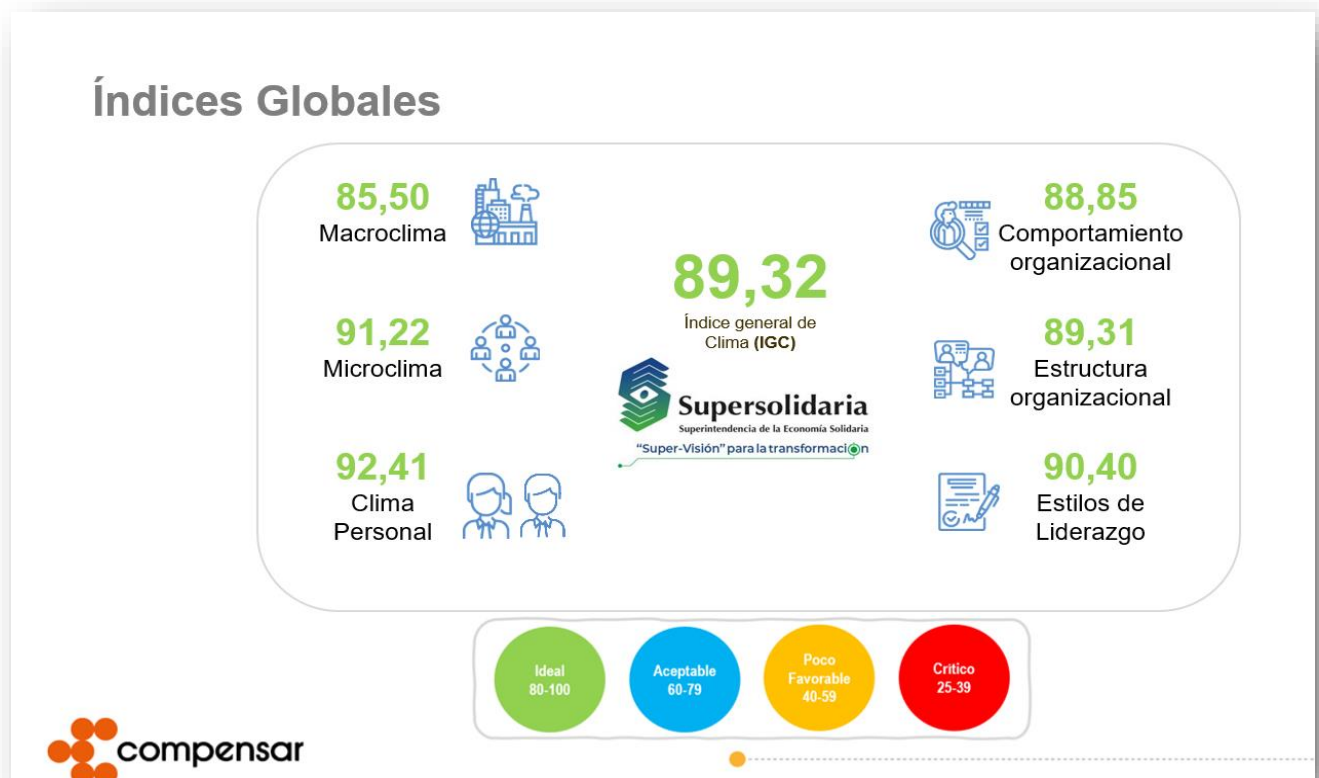 Índices Globales
85,50
Macroclima
91,22
Microclima
92,41
Clima
Personal
89,32
Índice general de
Clima (IGC)
Supersolidaria
Superintendencia de la Economía Solidaria
"Super-Visión" para la transformación
88,85
Comportamiento
organizacional
89,31
Estructura
organizacional
90,40
Estilos de
Liderazgo
Ideal
80-100
Aceptable
60-79
Poco
Favorable
40-59
Critico
25-39
compensar